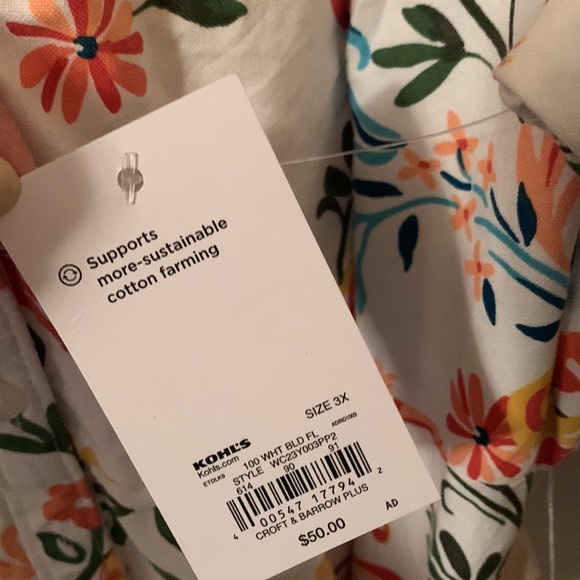 Supports
more-sustainable
cotton farming
SIZE 3X
KOHL'S
Kohls.com
ETDUK9
100 WHT BLD FL
STYLE WC23Y003PP2
614 90 91
4 00547 17794 2
CROFT & BARROW PLUS
$50.00
AD